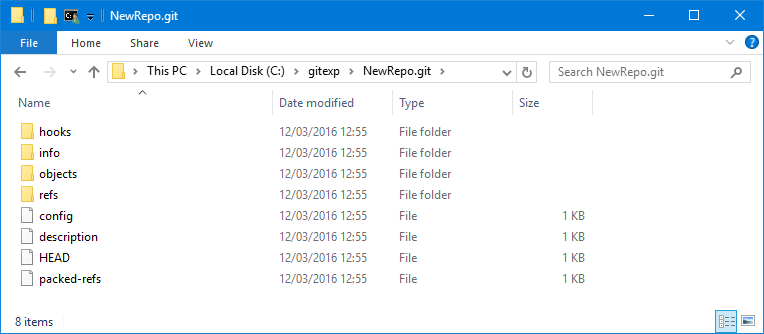 NewRepo.git
File Home Share View
This PC Local Disk (C:) gitexp NewRepo.git Search NewRepo.git
Name Date modified Type Size
hooks 12/03/2016 12:55 File folder
info 12/03/2016 12:55 File folder
objects 12/03/2016 12:55 File folder
refs 12/03/2016 12:55 File folder
config 12/03/2016 12:55 File 1 KB
description 12/03/2016 12:55 File 1 KB
HEAD 12/03/2016 12:55 File 1 KB
packed-refs 12/03/2016 12:55 File 1 KB
8 items